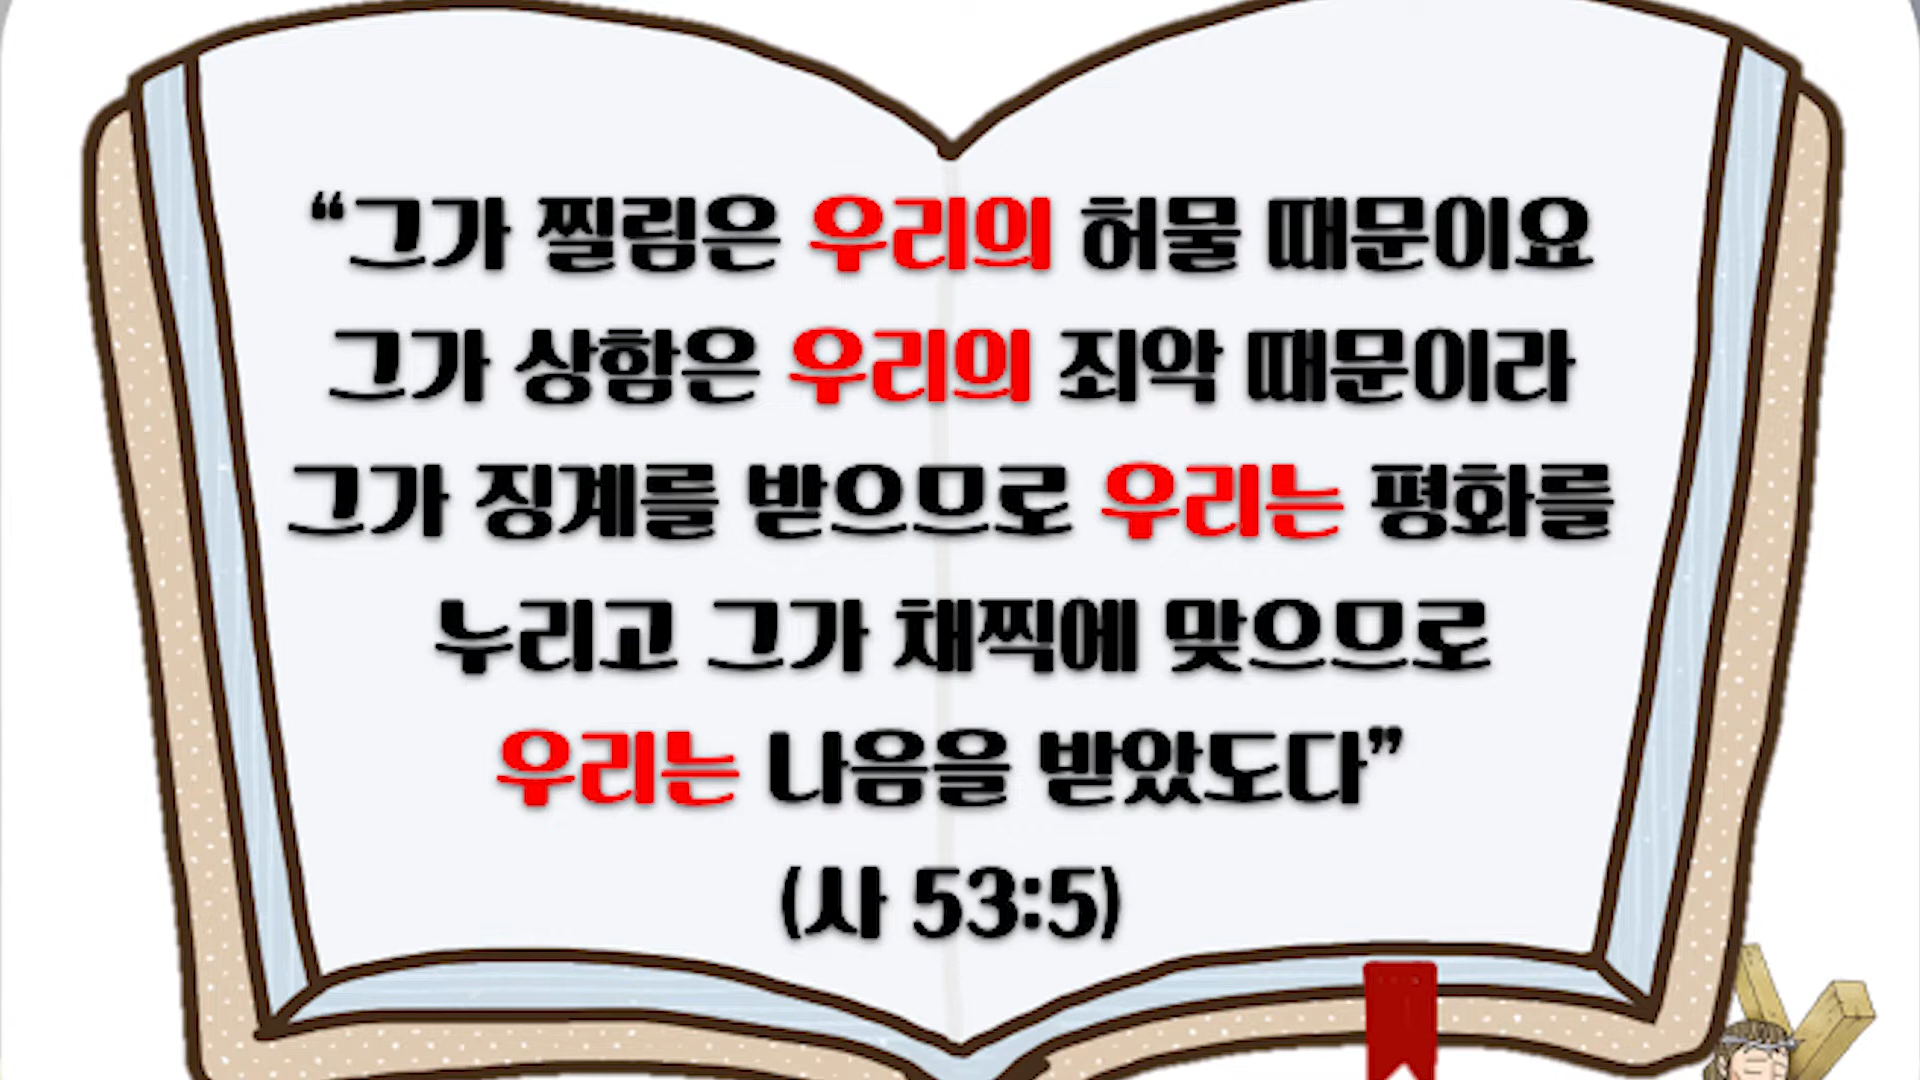 “그가 찔림은 우리의 허물 때문이요
그가 상함은 우리의 죄악 때문이라
그가 징계를 받으므로 우리는 평화를
누리고 그가 채찍에 맞으므로
우리는 나음을 받았도다”
(사 53:5)